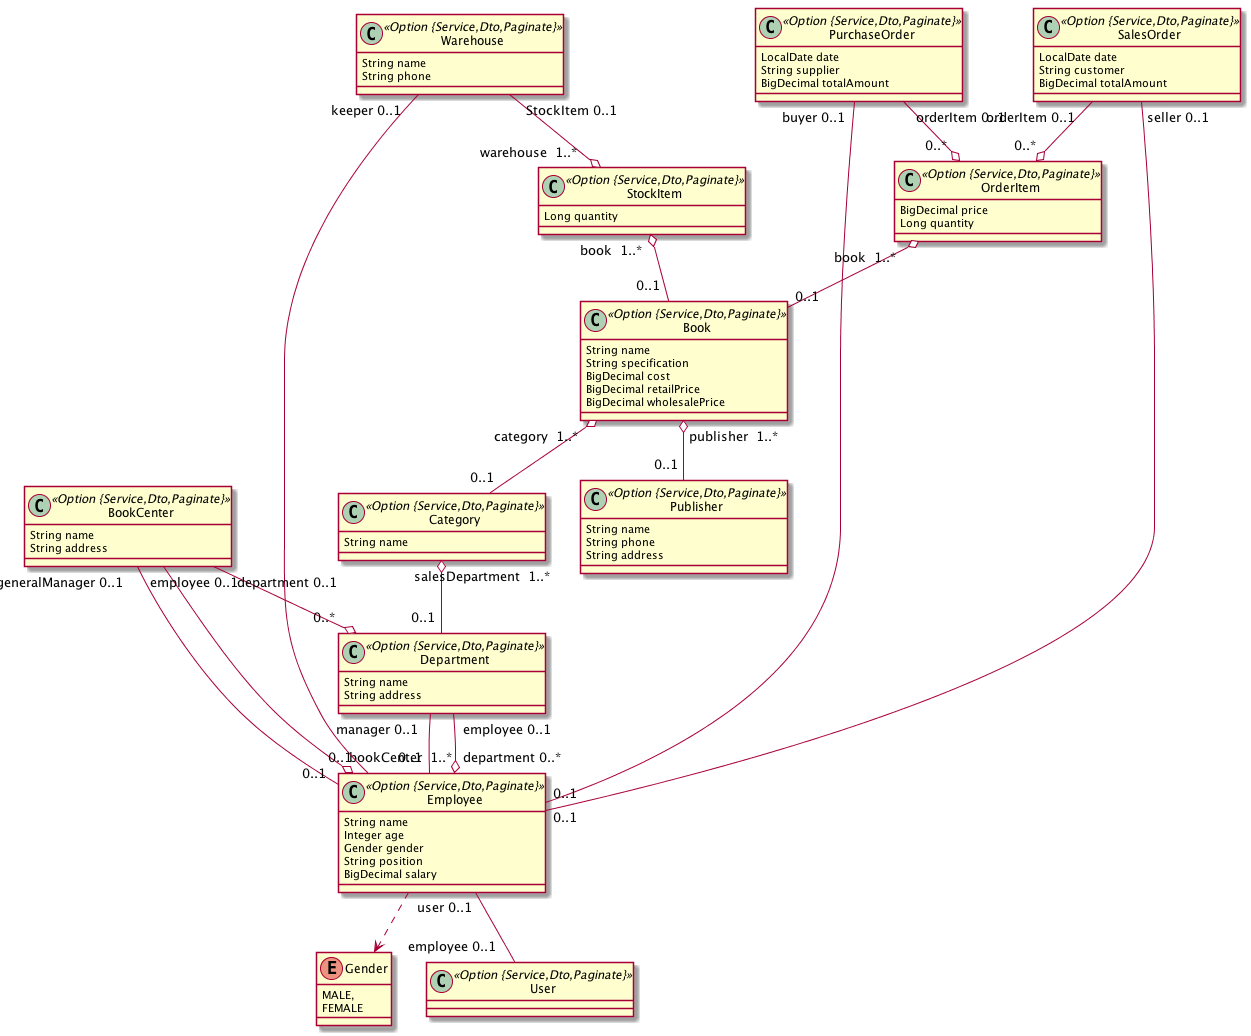 C «Option {Service,Dto,Paginate}»
Warehouse
String name
String phone
C «Option {Service,Dto,Paginate}»
PurchaseOrder
LocalDate date
String supplier
BigDecimal totalAmount
C «Option {Service,Dto,Paginate}»
SalesOrder
LocalDate date
String customer
BigDecimal totalAmount
keeper 0..1
StockItem 0..1
buyer 0..1
orderItem 0..1
orderItem 0..1
seller 0..1
warehouse 1..*
0..*
0..*
C «Option {Service,Dto,Paginate}»
StockItem
Long quantity
C «Option {Service,Dto,Paginate}»
OrderItem
BigDecimal price
Long quantity
book 1..*
book 1..*
0..1
0..1
C «Option {Service,Dto,Paginate}»
Book
String name
String specification
BigDecimal cost
BigDecimal retailPrice
BigDecimal wholesalePrice
category 1..*
publisher 1..*
0..1
0..1
C «Option {Service,Dto,Paginate}»
BookCenter
String name
String address
C «Option {Service,Dto,Paginate}»
Category
String name
C «Option {Service,Dto,Paginate}»
Publisher
String name
String phone
String address
generalManager 0..1
employee 0..1
department 0..1
salesDepartment 1..*
0..*
0..1
C «Option {Service,Dto,Paginate}»
Department
String name
String address
manager 0..1
employee 0..1
0..1
bookCenter 1..*
0..1
department 0..*
0..1
C «Option {Service,Dto,Paginate}»
Employee
String name
Integer age
Gender gender
String position
BigDecimal salary
0..1
0..1
user 0..1
employee 0..1
E Gender
MALE,
FEMALE
C «Option {Service,Dto,Paginate}»
User